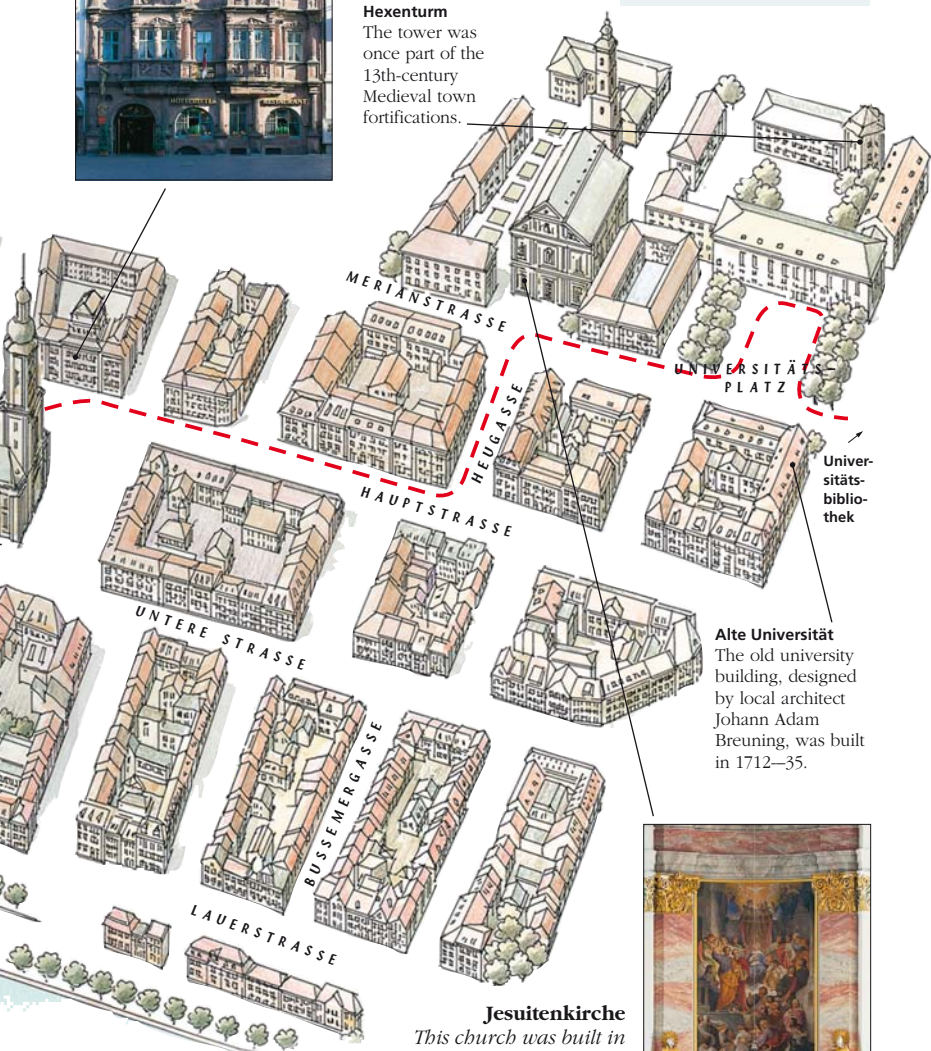 Hexenturm
The tower was
once part of the
13th-century
Medieval town
fortifications.
RESTAURANT
MERIANSTRASSE
UNIVERSITÄTS–
PLATZ
HEUGASSE
Univer-
sitäts-
biblio-
thek
HAUPTSTRASSE
UNTERE STRASSE
Alte Universität
The old university
building, designed
by local architect
Johann Adam
Breuning, was built
in 1712–35.
BUSSEMERGASSE
LAUERSTRASSE
Jesuitenkirche
This church was built in